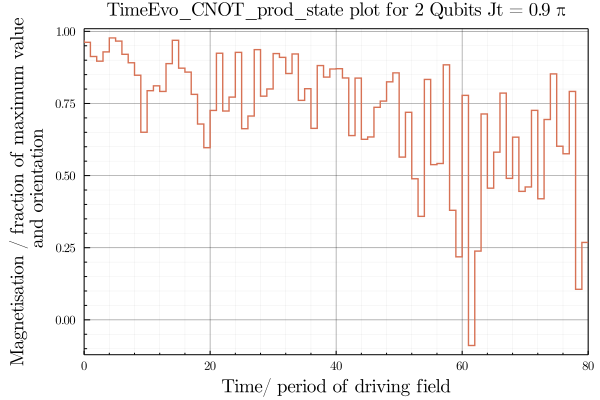 TimeEvo_CNOT_prod_state plot for 2 Qubits Jt = 0.9 π
Magnetisation / fraction of maximum value
and orientation
1.00
0.75
0.50
0.25
0.00
0 20 40 60 80
Time/ period of driving field